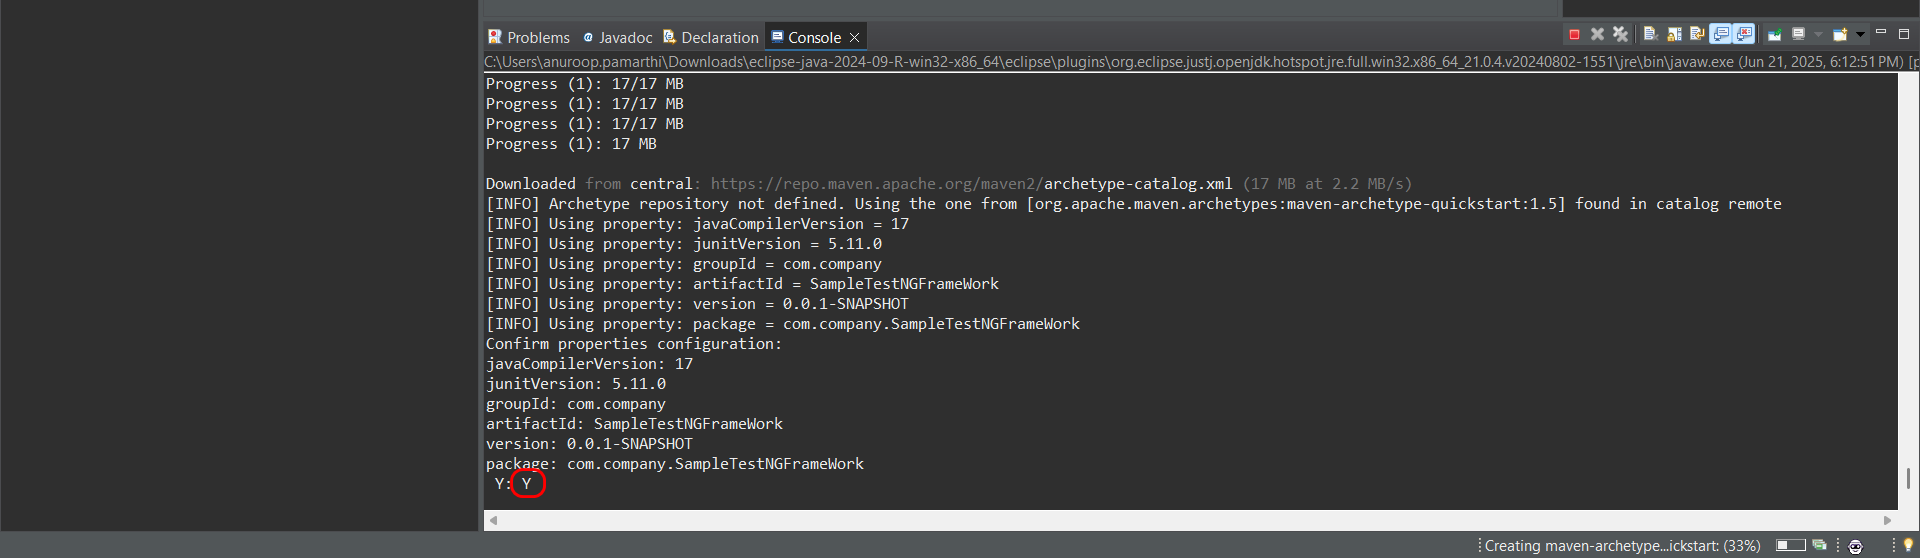 Problems @ Javadoc Declaration Console
C:\Users\anuroop.pamarthi\Downloads\eclipse-java-2024-09-R-win32-x86_64\eclipse\plugins\org.eclipse.justj.openjdk.hotspot.jre.full.win32.x86_64_21.0.4.v20240802-1551\jre\bin\javaw.exe (Jun 21, 2025, 6:12:51 PM) [p
Progress (1): 17/17 MB
Progress (1): 17/17 MB
Progress (1): 17/17 MB
Progress (1): 17 MB
Downloaded from central: https://repo.maven.apache.org/maven2/archetype-catalog.xml (17 MB at 2.2 MB/s)
[INFO] Archetype repository not defined. Using the one from [org.apache.maven.archetypes:maven-archetype-quickstart:1.5] found in catalog remote
[INFO] Using property: javaCompilerVersion = 17
[INFO] Using property: junitVersion = 5.11.0
[INFO] Using property: groupId = com.company
[INFO] Using property: artifactId = SampleTestNGFrameWork
[INFO] Using property: version = 0.0.1-SNAPSHOT
[INFO] Using property: package = com.company.SampleTestNGFrameWork
Confirm properties configuration:
javaCompilerVersion: 17
junitVersion: 5.11.0
groupId: com.company
artifactId: SampleTestNGFrameWork
version: 0.0.1-SNAPSHOT
package: com.company.SampleTestNGFrameWork
Y: Y
Creating maven-archetype...ickstart: (33%)